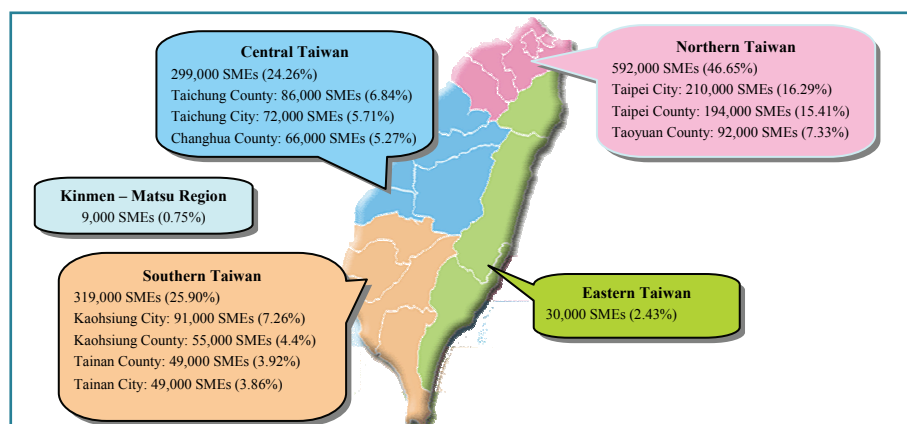 Central Taiwan
299,000 SMEs (24.26%)
Taichung County: 86,000 SMEs (6.84%)
Taichung City: 72,000 SMEs (5.71%)
Changhua County: 66,000 SMEs (5.27%)
Northern Taiwan
592,000 SMEs (46.65%)
Taipei City: 210,000 SMEs (16.29%)
Taipei County: 194,000 SMEs (15.41%)
Taoyuan County: 92,000 SMEs (7.33%)
Kinmen – Matsu Region
9,000 SMEs (0.75%)
Southern Taiwan
319,000 SMEs (25.90%)
Kaohsiung City: 91,000 SMEs (7.26%)
Kaohsiung County: 55,000 SMEs (4.4%)
Tainan County: 49,000 SMEs (3.92%)
Tainan City: 49,000 SMEs (3.86%)
Eastern Taiwan
30,000 SMEs (2.43%)